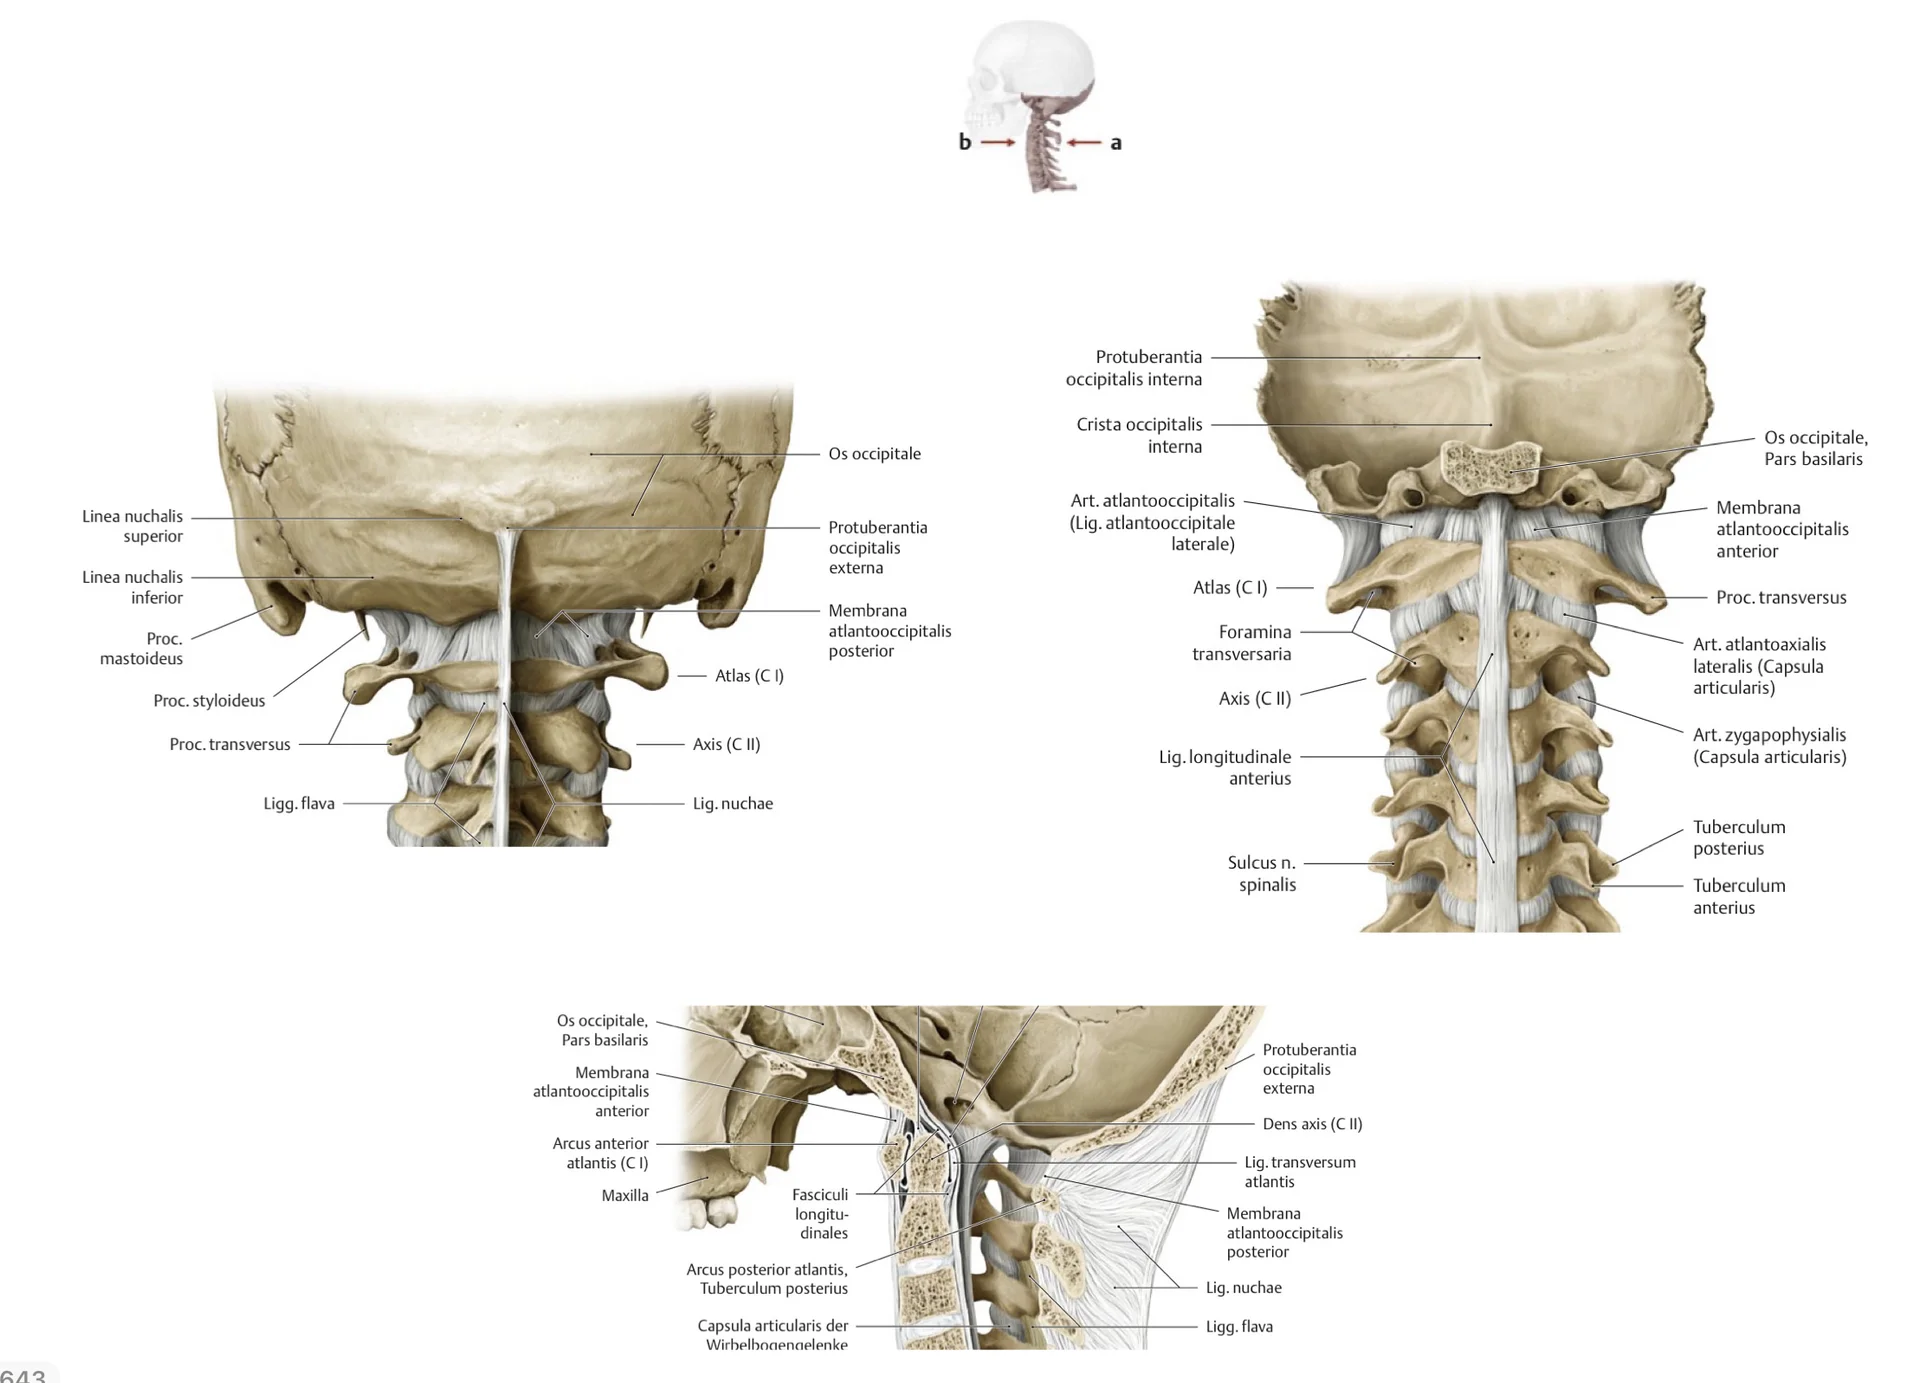 b
a
Os occipitale
Linea nuchalis
superior
Protuberantia
occipitalis
externa
Linea nuchalis
inferior
Membrana
atlantooccipitalis
posterior
Proc.
mastoideus
Atlas (C I)
Proc. styloideus
Proc. transversus
Axis (C II)
Ligg. flava
Lig. nuchae
Protuberantia
occipitalis interna
Crista occipitalis
interna
Os occipitale,
Pars basilaris
Art. atlantooccipitalis
(Lig. atlantooccipitale
laterale)
Membrana
atlantooccipitalis
anterior
Atlas (C I)
Proc. transversus
Foramina
transversaria
Art. atlantoaxialis
lateralis (Capsula
articularis)
Axis (C II)
Art. zygapophysialis
(Capsula articularis)
Lig. longitudinale
anterius
Tuberculum
posterius
Sulcus n.
spinalis
Tuberculum
anterius
Os occipitale,
Pars basilaris
Protuberantia
occipitalis
externa
Membrana
atlantooccipitalis
anterior
Dens axis (C II)
Arcus anterior
atlantis (C I)
Lig. transversum
atlantis
Maxilla
Fasciculi
longitu-
dinales
Membrana
atlantooccipitalis
posterior
Arcus posterior atlantis,
Tuberculum posterius
Lig. nuchae
Capsula articularis der
Wirbelbogengelenke
Ligg. flava
643